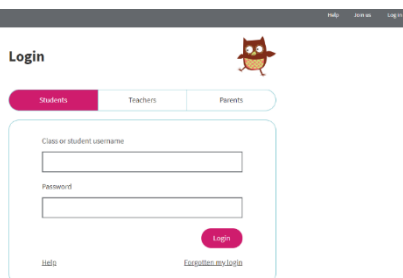 Help Join us Log in
Login
Students Teachers Parents
Class or student username
Password
Login
Help Forgotten my login